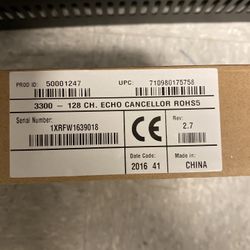 PROD ID: 50001247 UPC: 710980175758
3300 – 128 CH. ECHO CANCELLOR ROHS5
Serial Number:
1XRFW1639018
CE
Rev:
2.7
Date Code:
2016 41
Made in:
CHINA